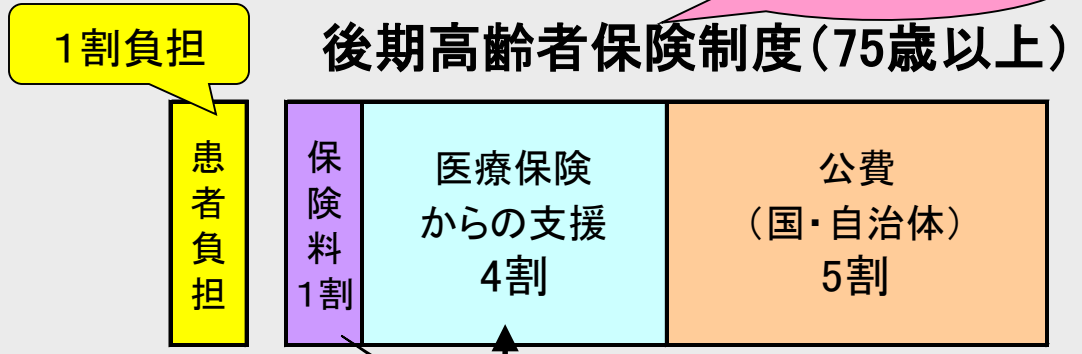 １割負担
後期高齢者保険制度（75歳以上）
患者負担
保険料１割
医療保険
からの支援
4割
公費
（国・自治体）
5割